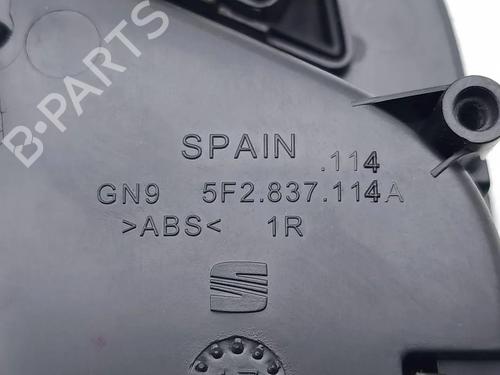 B-PARTS
SPAIN .114
GN9 5F2.837.114A
>ABS< 1R